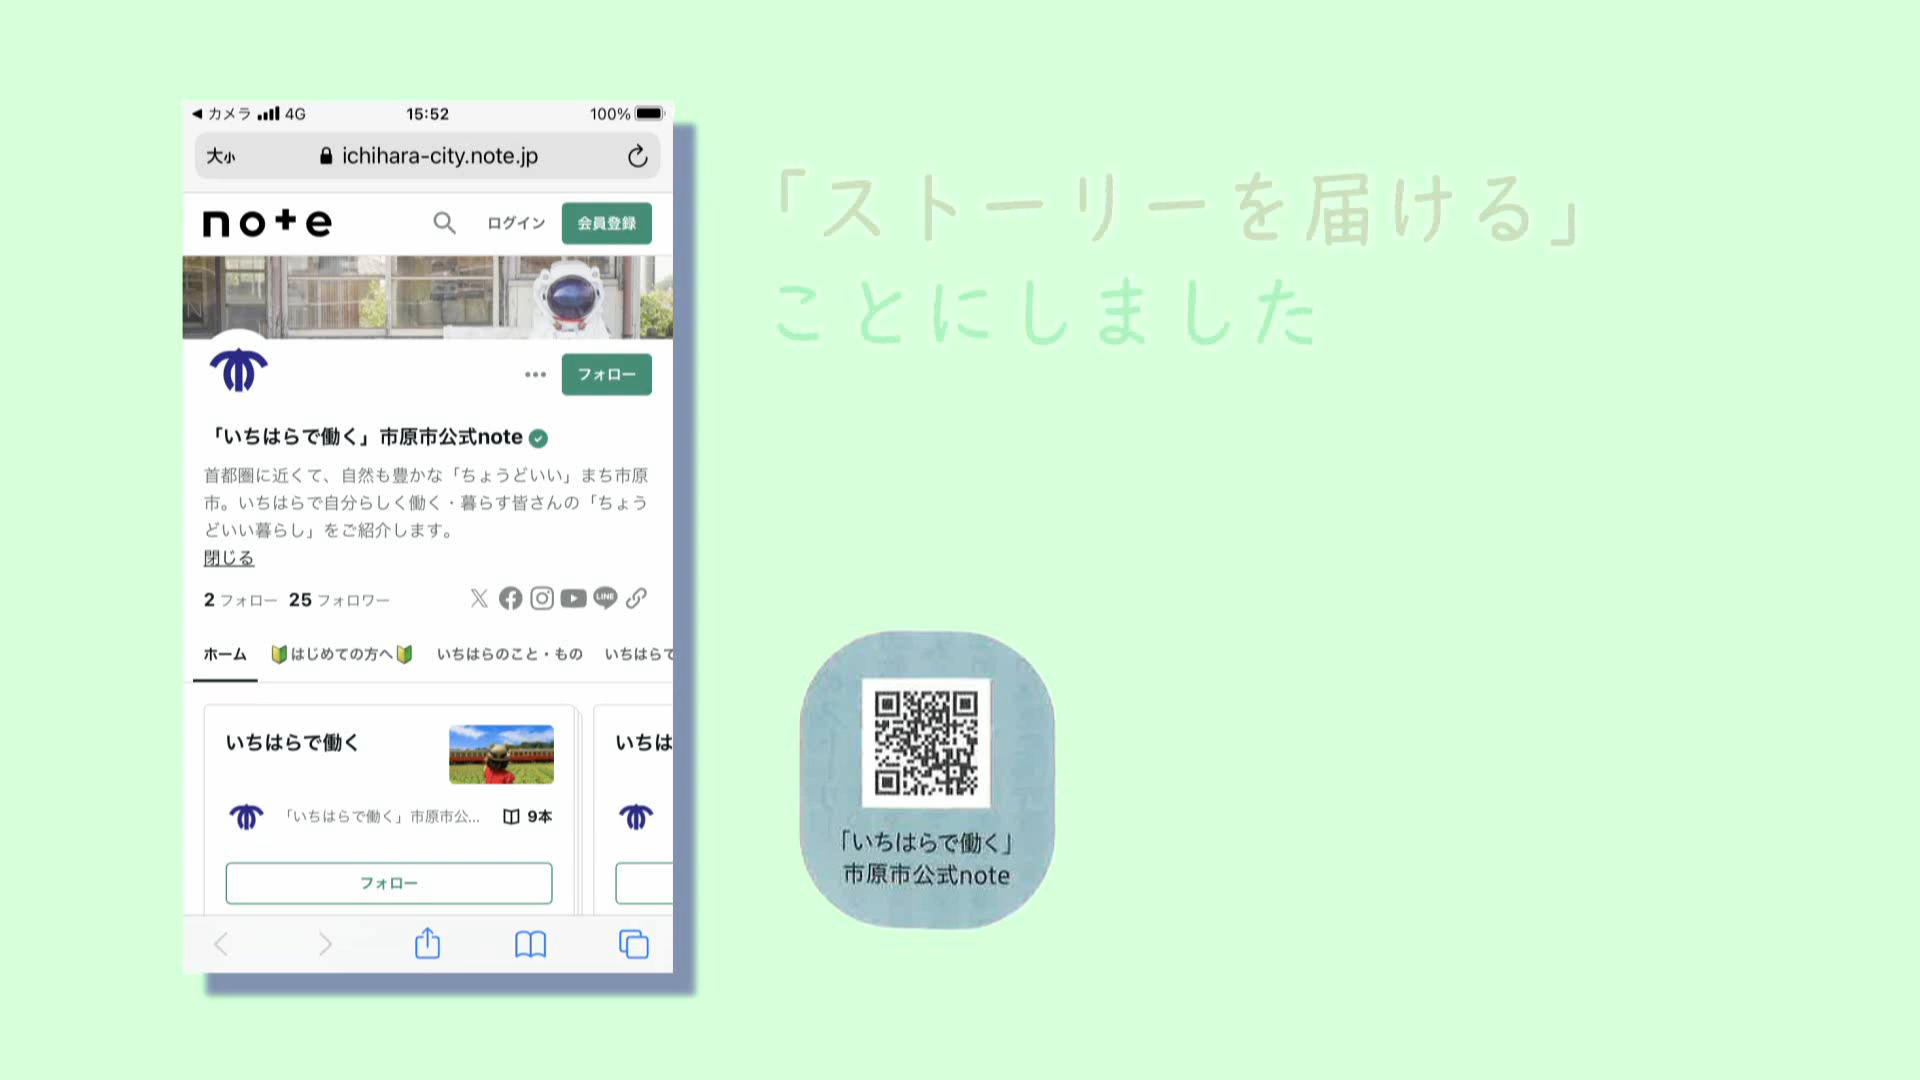 ◀ カメラ 4G 15:52 100%
大小 ichihara-city.note.jp
note ログイン 会員登録
フォロー
「いちはらで働く」市原市公式note
首都圏に近くて、自然も豊かな「ちょうどいい」まち市原
市。いちはらで自分らしく働く・暮らす皆さんの「ちょう
どいい暮らし」をご紹介します。
閉じる
2 フォロー 25 フォロワー
LINE
ホーム 🔰はじめての方へ🔰 いちはらのこと・もの いちはらで
いちはらで働く
「いちはらで働く」市原市公... 9本
フォロー
いちは
「ストーリーを届ける」
ことにしました
「いちはらで働く」
市原市公式note